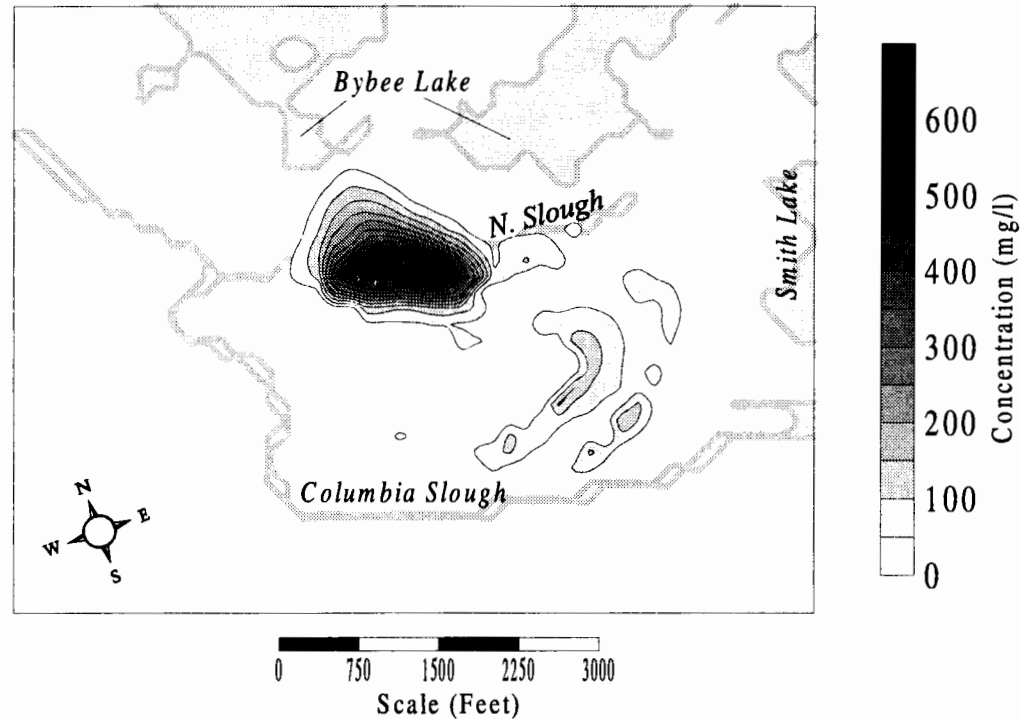 Bybee Lake
N. Slough
Smith Lake
Columbia Slough
N
E
W
S
600
500
400
300
200
100
0
Concentration (mg/l)
0 750 1500 2250 3000
Scale (Feet)